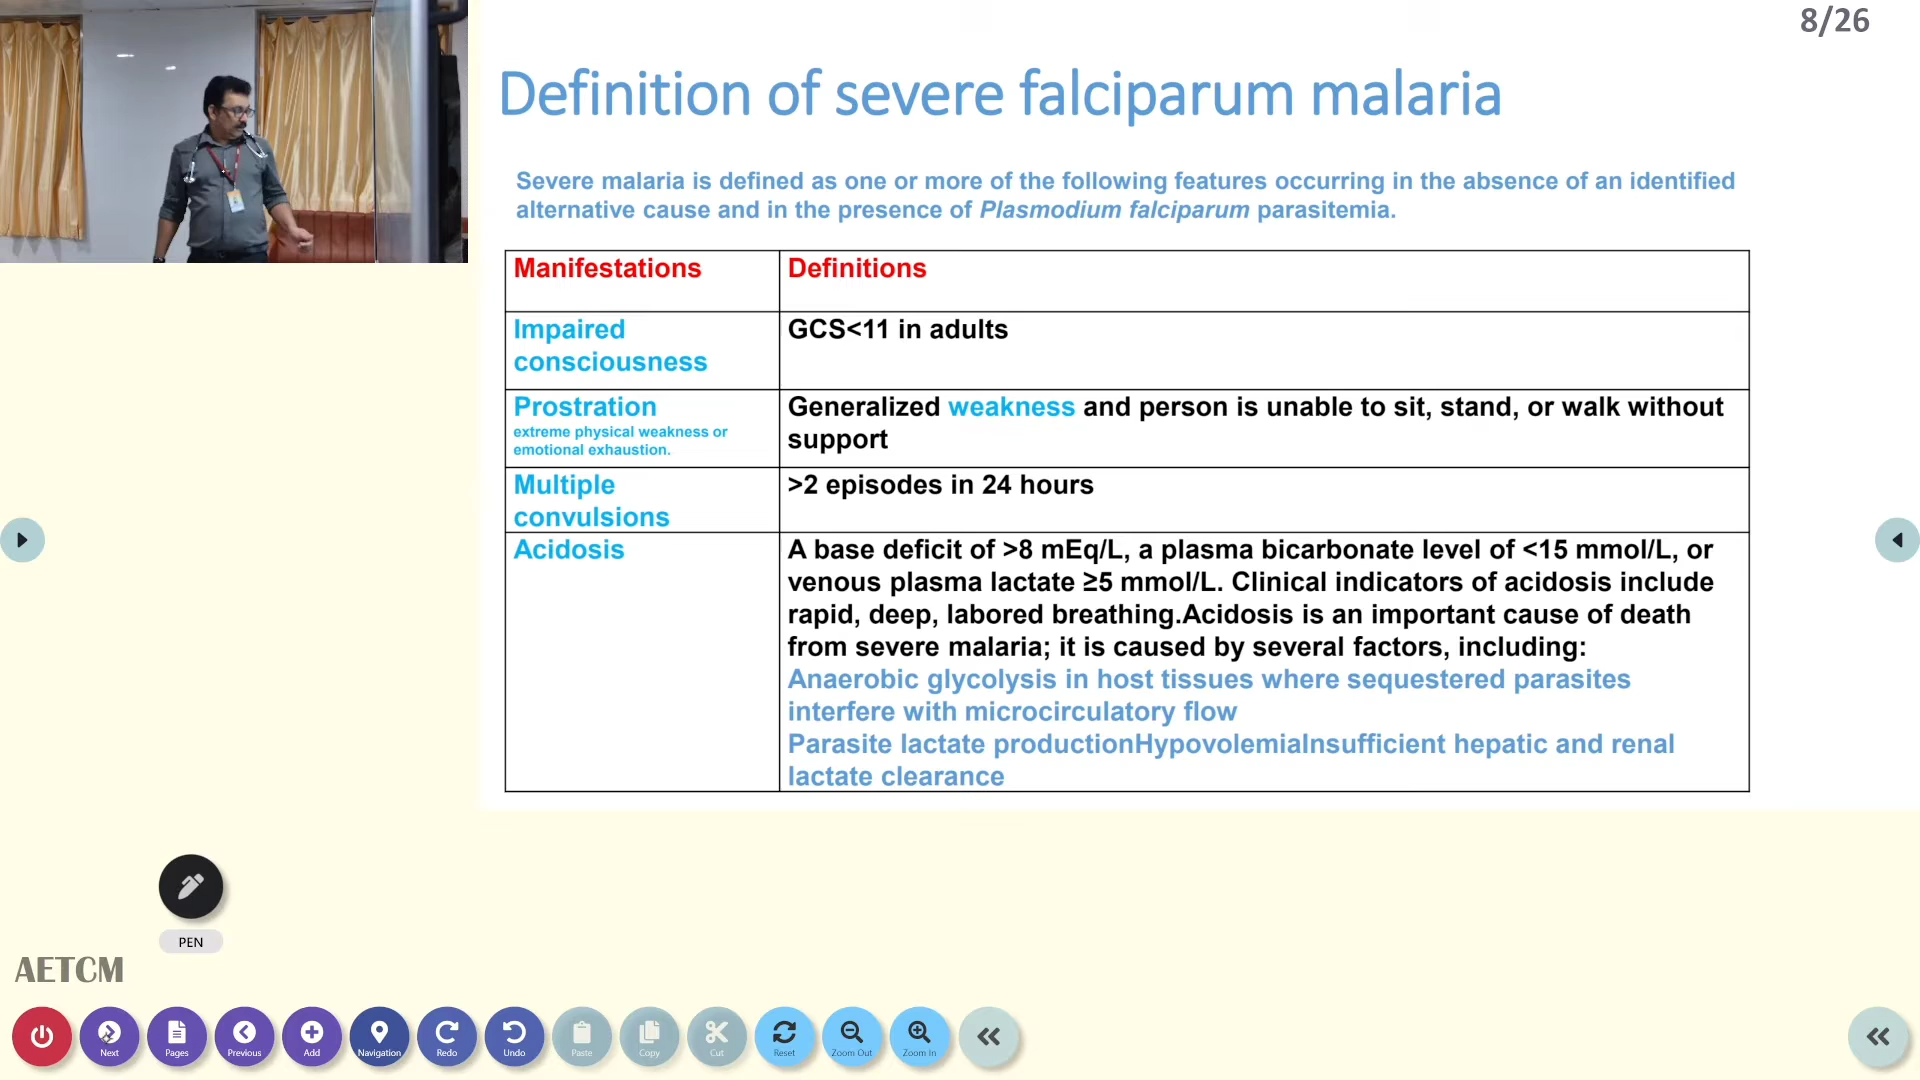 8/26
Definition of severe falciparum malaria
Severe malaria is defined as one or more of the following features occurring in the absence of an identified
alternative cause and in the presence of Plasmodium falciparum parasitemia.
Manifestations
Definitions
Impaired
consciousness
GCS<11 in adults
Prostration
extreme physical weakness or
emotional exhaustion.
Generalized weakness and person is unable to sit, stand, or walk without
support
Multiple
convulsions
>2 episodes in 24 hours
Acidosis
A base deficit of >8 mEq/L, a plasma bicarbonate level of <15 mmol/L, or
venous plasma lactate ≥5 mmol/L. Clinical indicators of acidosis include
rapid, deep, labored breathing.Acidosis is an important cause of death
from severe malaria; it is caused by several factors, including:
Anaerobic glycolysis in host tissues where sequestered parasites
interfere with microcirculatory flow
Parasite lactate productionHypovolemiaInsufficient hepatic and renal
lactate clearance
PEN
AETCM
Next
Pages
Previous
Add
Navigation
Redo
Undo
Paste
Copy
Cut
Reset
Zoom Out
Zoom In